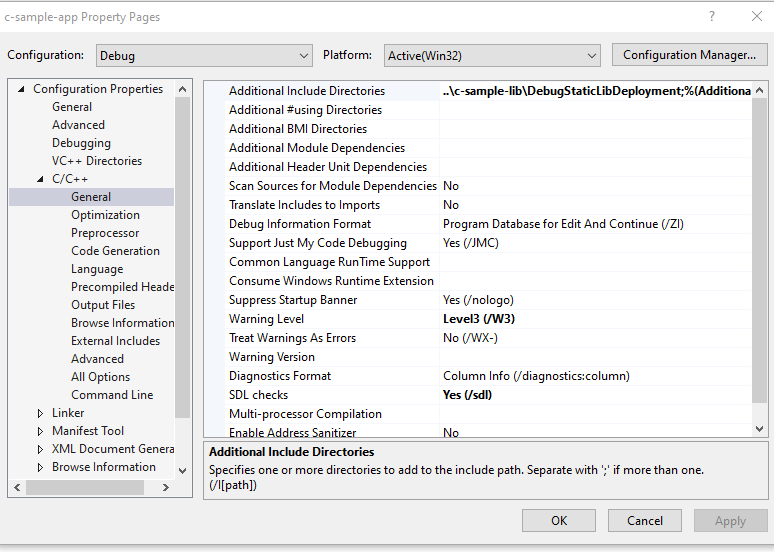 c-sample-app Property Pages
Configuration: Debug Platform: Active(Win32) Configuration Manager...
Configuration Properties
General
Advanced
Debugging
VC++ Directories
C/C++
General
Optimization
Preprocessor
Code Generation
Language
Precompiled Heade
Output Files
Browse Information
External Includes
Advanced
All Options
Command Line
Linker
Manifest Tool
XML Document Genera
Browse Information
Additional Include Directories ..\c-sample-lib\DebugStaticLibDeployment;%(Additiona
Additional #using Directories
Additional BMI Directories
Additional Module Dependencies
Additional Header Unit Dependencies
Scan Sources for Module Dependencies No
Translate Includes to Imports No
Debug Information Format Program Database for Edit And Continue (/ZI)
Support Just My Code Debugging Yes (/JMC)
Common Language RunTime Support
Consume Windows Runtime Extension
Suppress Startup Banner Yes (/nologo)
Warning Level Level3 (/W3)
Treat Warnings As Errors No (/WX-)
Warning Version
Diagnostics Format Column Info (/diagnostics:column)
SDL checks Yes (/sdl)
Multi-processor Compilation
Enable Address Sanitizer No
Additional Include Directories
Specifies one or more directories to add to the include path. Separate with ';' if more than one.
(/I[path])
OK Cancel Apply